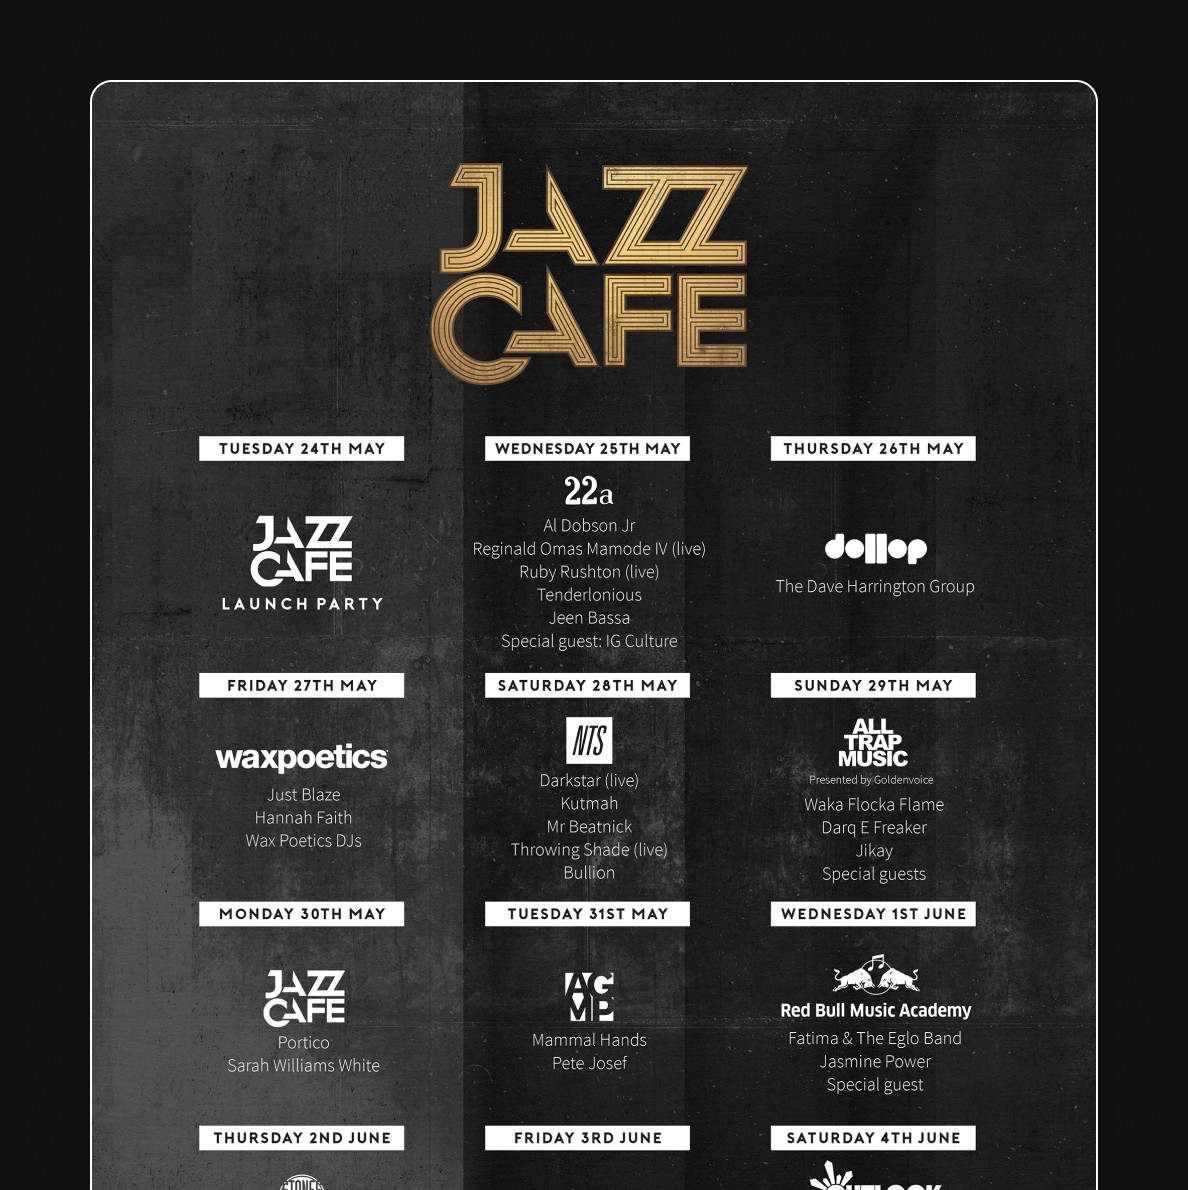 JAZZ
CAFE
TUESDAY 24TH MAY
JAZZ
CAFE
LAUNCH PARTY
WEDNESDAY 25TH MAY
22a
Al Dobson Jr
Reginald Omas Mamode IV (live)
Ruby Rushton (live)
Tenderlonious
Jeen Bassa
Special guest: IG Culture
THURSDAY 26TH MAY
dollop
The Dave Harrington Group
FRIDAY 27TH MAY
waxpoetics
Just Blaze
Hannah Faith
Wax Poetics DJs
SATURDAY 28TH MAY
NTS
Darkstar (live)
Kutmah
Mr Beatnick
Throwing Shade (live)
Bullion
SUNDAY 29TH MAY
ALL
TRAP
MUSIC
Presented by Goldenvoice
Waka Flocka Flame
Darq E Freaker
Jikay
Special guests
MONDAY 30TH MAY
JAZZ
CAFE
Portico
Sarah Williams White
TUESDAY 31ST MAY
AG
MP
Mammal Hands
Pete Josef
WEDNESDAY 1ST JUNE
Red Bull Music Academy
Fatima & The Eglo Band
Jasmine Power
Special guest
THURSDAY 2ND JUNE
FRIDAY 3RD JUNE
SATURDAY 4TH JUNE